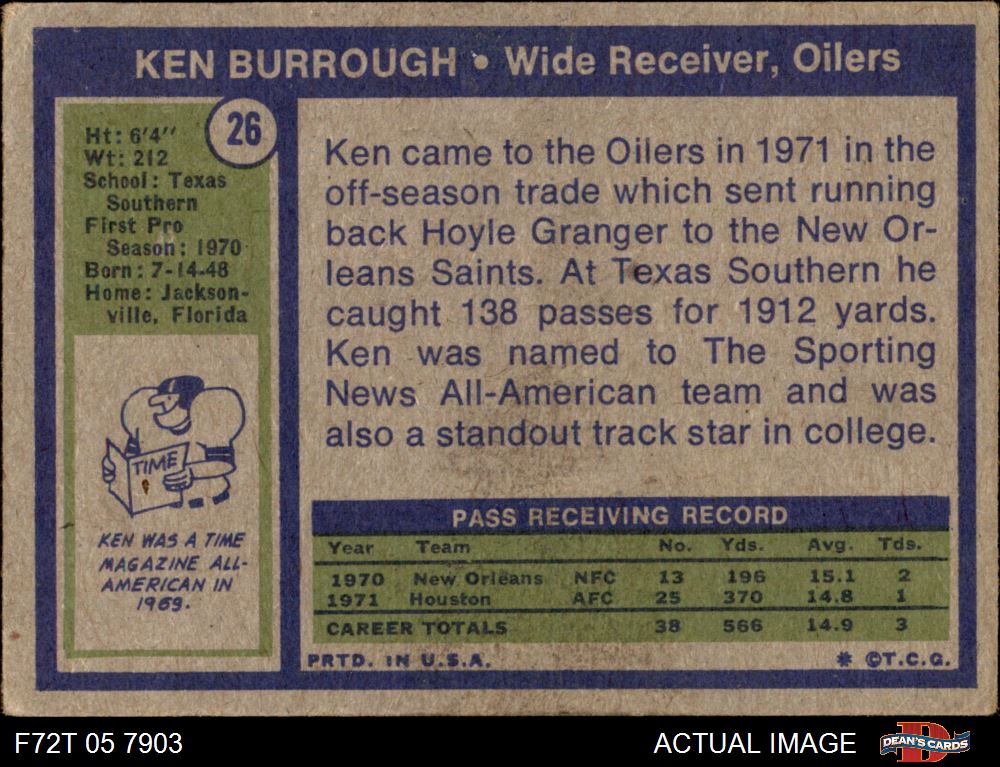 KEN BURROUGH • Wide Receiver, Oilers
26
Ht: 6'4"
Wt: 212
School: Texas
Southern
First Pro
Season: 1970
Born: 7-14-48
Home: Jackson-
ville, Florida
TIME
KEN WAS A TIME
MAGAZINE ALL-
AMERICAN IN
1969.
Ken came to the Oilers in 1971 in the
off-season trade which sent running
back Hoyle Granger to the New Or-
leans Saints. At Texas Southern he
caught 138 passes for 1912 yards.
Ken was named to The Sporting
News All-American team and was
also a standout track star in college.
PASS RECEIVING RECORD
Year Team No. Yds. Avg. Tds.
1970 New Orleans NFC 13 196 15.1 2
1971 Houston AFC 25 370 14.8 1
CAREER TOTALS 38 566 14.9 3
PRTD. IN U.S.A. * ©T.C.G.
F72T 05 7903 ACTUAL IMAGE D DEAN'S CARDS